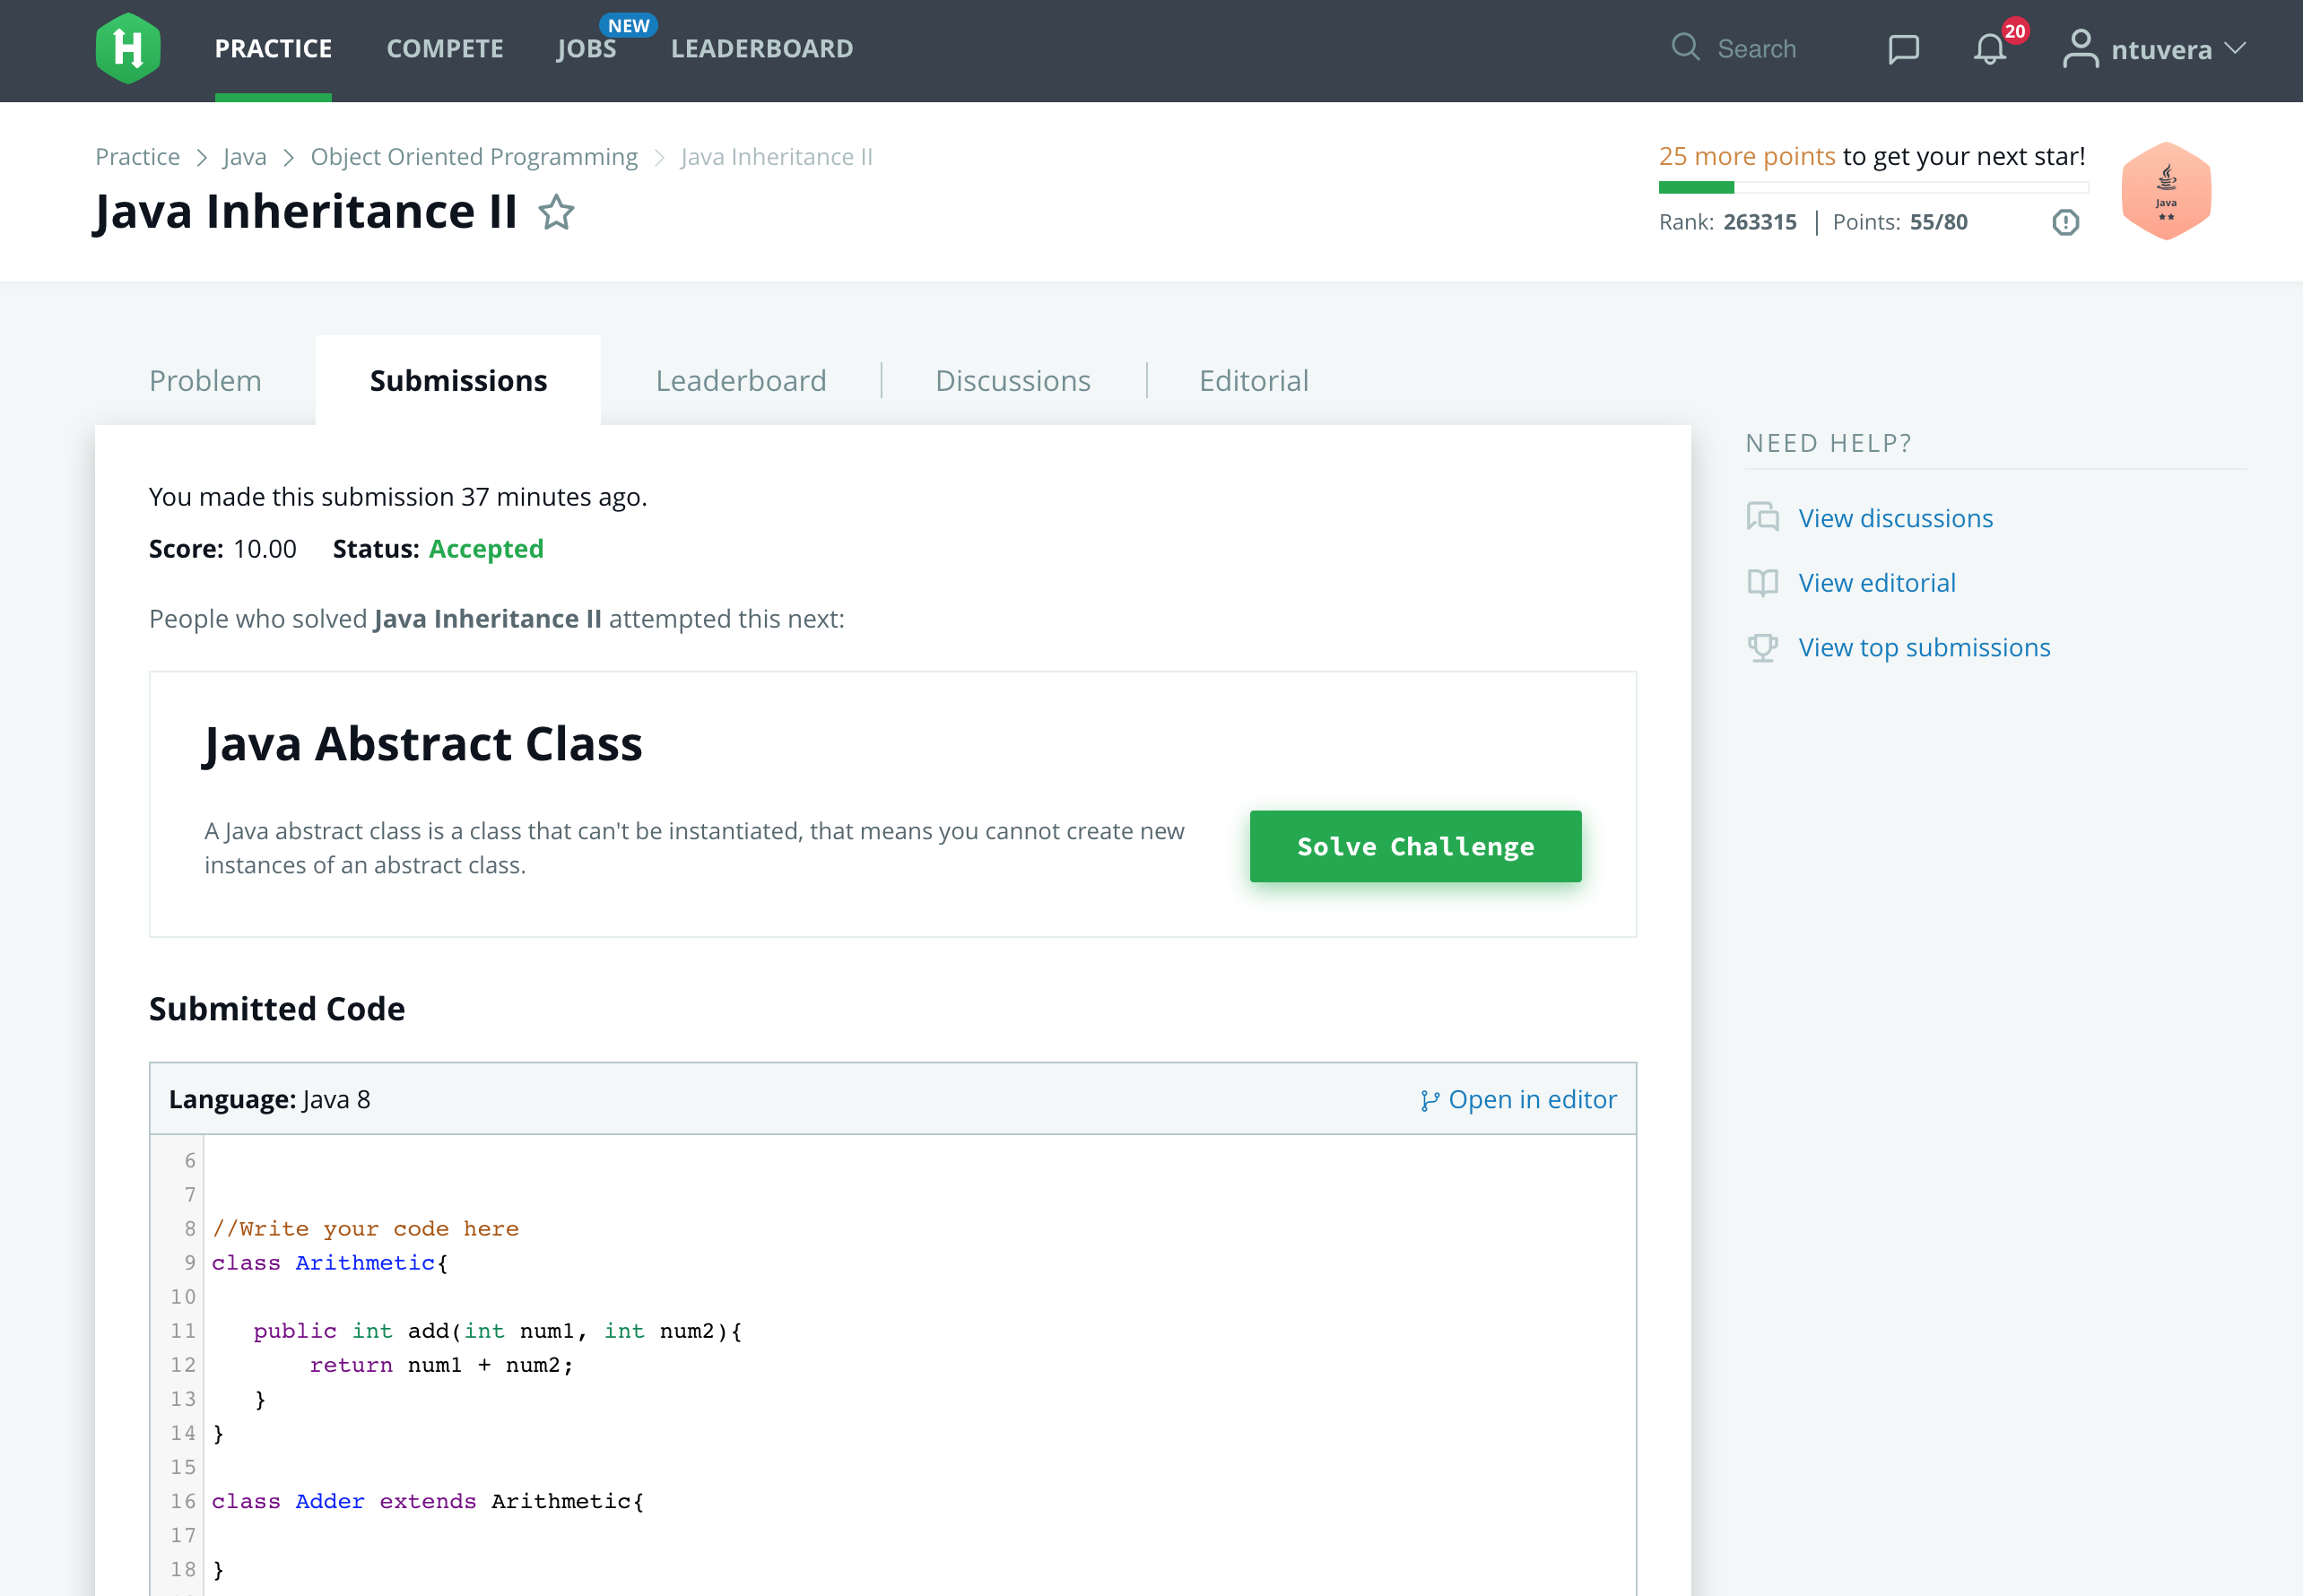 PRACTICE COMPETE JOBS NEW LEADERBOARD Search 20 ntuvera
Practice > Java > Object Oriented Programming > Java Inheritance II
Java Inheritance II
25 more points to get your next star!
Rank: 263315 | Points: 55/80
Java
Problem Submissions Leaderboard Discussions Editorial
You made this submission 37 minutes ago.
Score: 10.00 Status: Accepted
People who solved Java Inheritance II attempted this next:
Java Abstract Class
A Java abstract class is a class that can't be instantiated, that means you cannot create new
instances of an abstract class.
Solve Challenge
Submitted Code
Language: Java 8 Open in editor
6
7
8 //Write your code here
9 class Arithmetic{
10
11 public int add(int num1, int num2){
12 return num1 + num2;
13 }
14 }
15
16 class Adder extends Arithmetic{
17
18 }
NEED HELP?
View discussions
View editorial
View top submissions